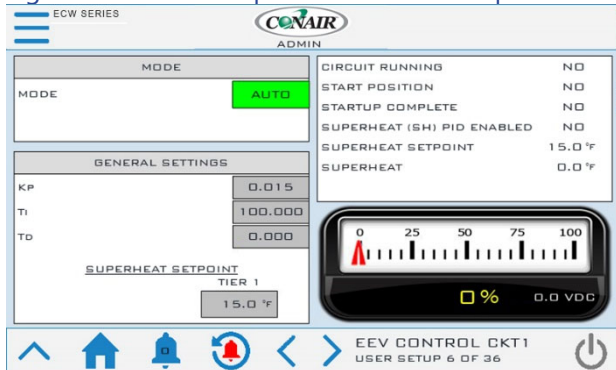 ECW SERIES
CONAIR
ADMIN
MODE
MODE AUTO
GENERAL SETTINGS
KP 0.015
TI 100.000
TD 0.000
SUPERHEAT SETPOINT
TIER 1
15.0 °F
CIRCUIT RUNNING NO
START POSITION NO
STARTUP COMPLETE NO
SUPERHEAT (SH) PID ENABLED NO
SUPERHEAT SETPOINT 15.0 °F
SUPERHEAT 0.0 °F
0 25 50 75 100
0 % 0.0 VDC
0
EEV CONTROL CKT1
USER SETUP 6 OF 36